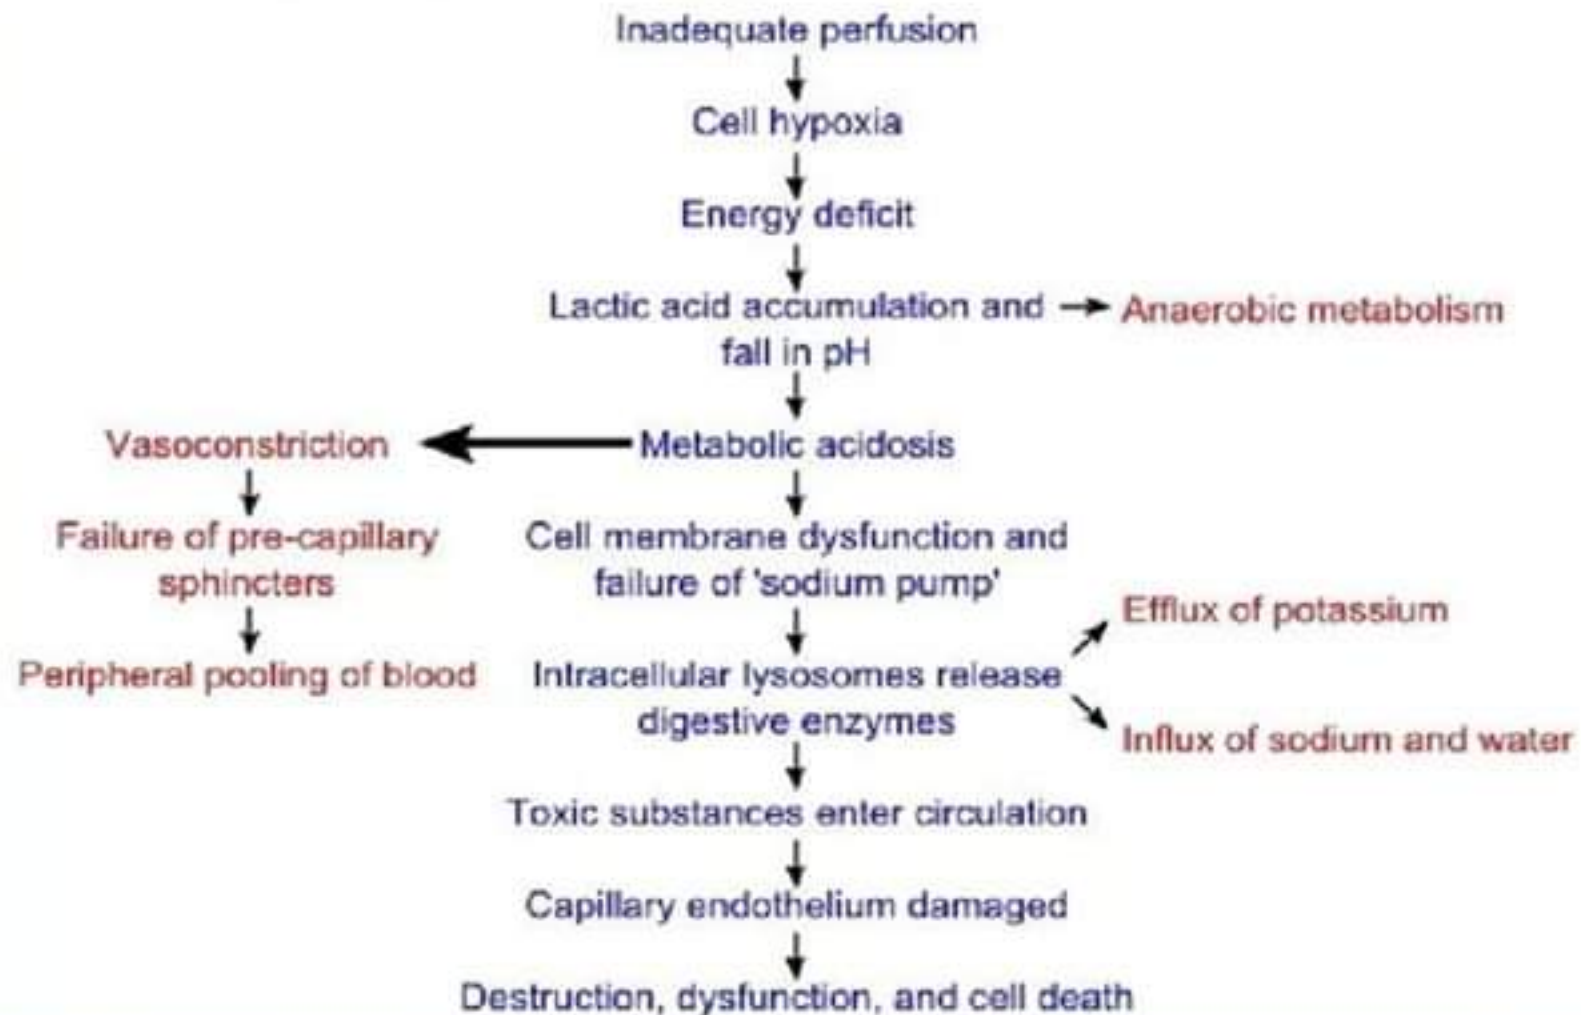 Inadequate perfusion
Cell hypoxia
Energy deficit
Lactic acid accumulation and
fall in pH
Anaerobic metabolism
Vasoconstriction
Metabolic acidosis
Failure of pre-capillary
sphincters
Cell membrane dysfunction and
failure of 'sodium pump'
Peripheral pooling of blood
Intracellular lysosomes release
digestive enzymes
Efflux of potassium
Influx of sodium and water
Toxic substances enter circulation
Capillary endothelium damaged
Destruction, dysfunction, and cell death